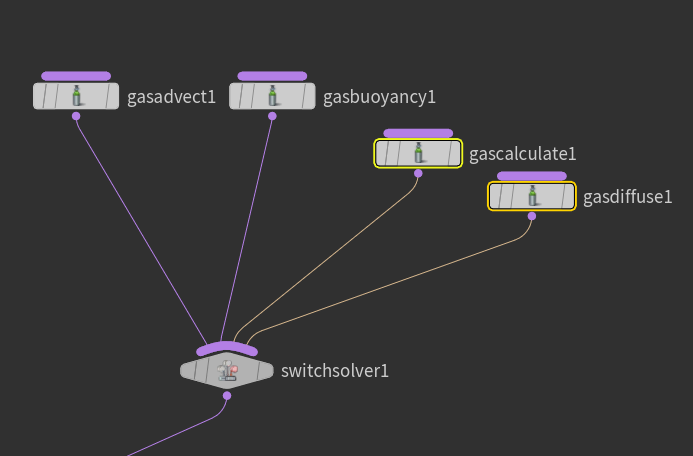 gasadvect1
gasbuoyancy1
gascalculate1
gasdiffuse1
switchsolver1